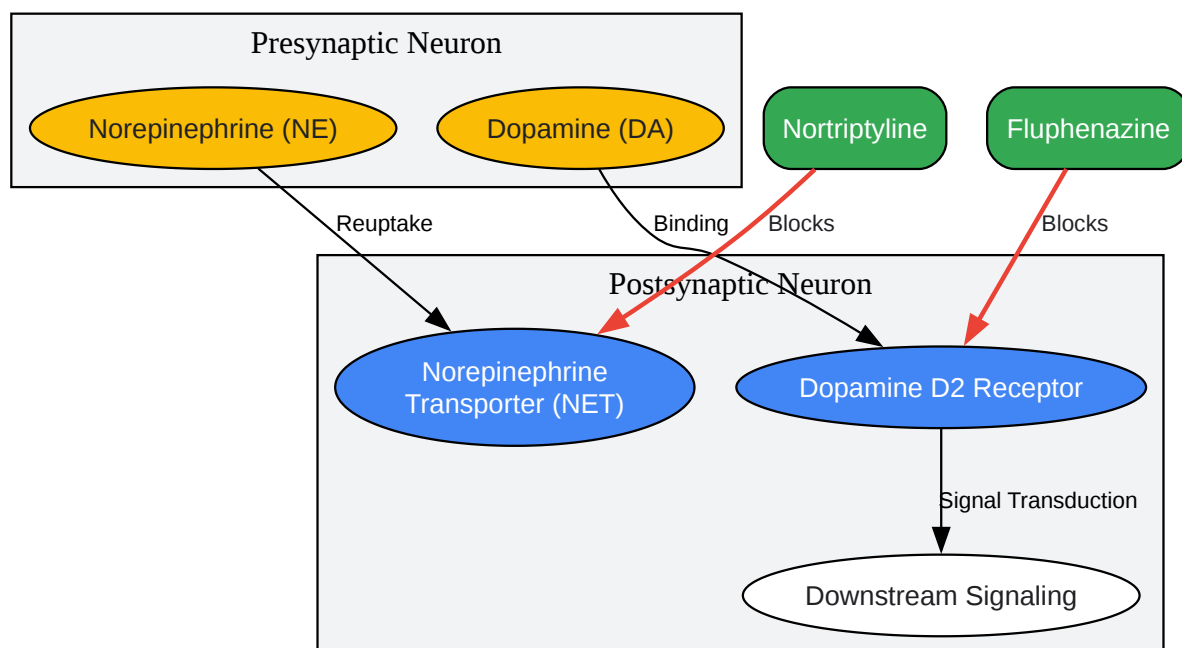 Presynaptic Neuron
Norepinephrine (NE)
Dopamine (DA)
Nortriptyline
Fluphenazine
Reuptake
Binding
Blocks
Blocks
Postsynaptic Neuron
Norepinephrine
Transporter (NET)
Dopamine D2 Receptor
Signal Transduction
Downstream Signaling